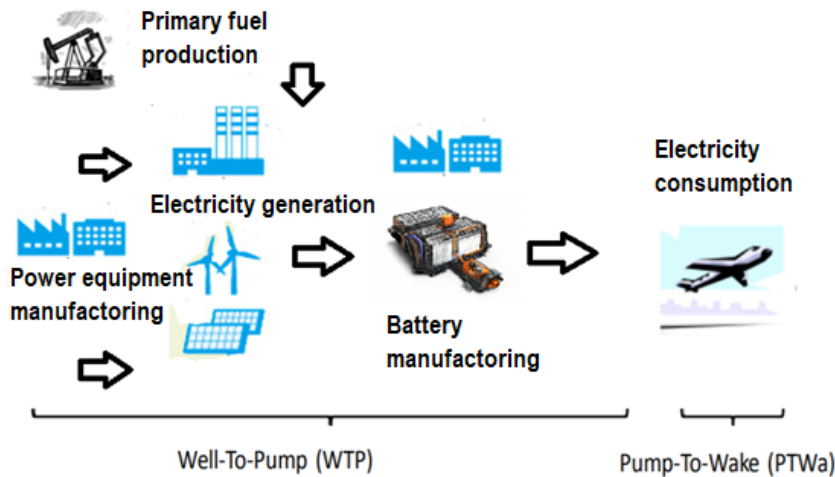 Primary fuel
production
Electricity generation
Power equipment
manufactoring
Battery
manufactoring
Electricity
consumption
Well-To-Pump (WTP)
Pump-To-Wake (PTWa)